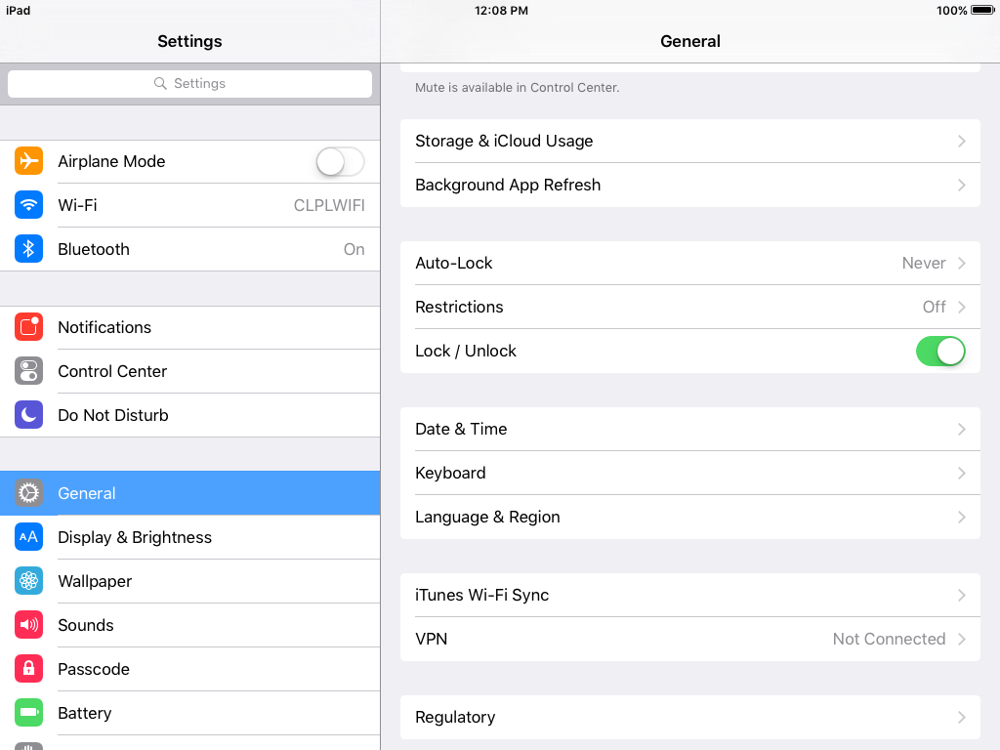 iPad
12:08 PM
100%
Settings
General
Settings
Airplane Mode
Wi-Fi CLPLWIFI
Bluetooth On
Notifications
Control Center
Do Not Disturb
General
AA Display & Brightness
Wallpaper
Sounds
Passcode
Battery
Mute is available in Control Center.
Storage & iCloud Usage
Background App Refresh
Auto-Lock Never
Restrictions Off
Lock / Unlock
Date & Time
Keyboard
Language & Region
iTunes Wi-Fi Sync
VPN Not Connected
Regulatory